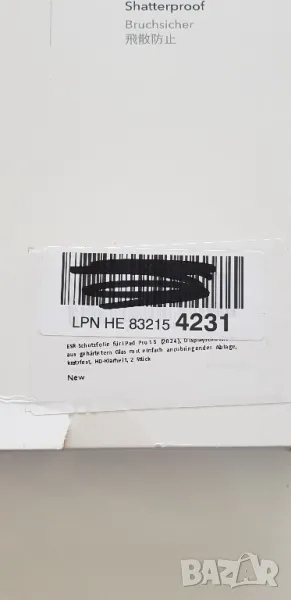 Shatterproof
Bruchsicher
飛散防止
LPN HE 83215 4231
ESR Schutzfolie für iPad Pro 13 (2024),
aus gehärtetem Glas mit einfach anzubringender Ablage,
kratzfest, HD-Klarheit, 2 Stück
New
BAZAR